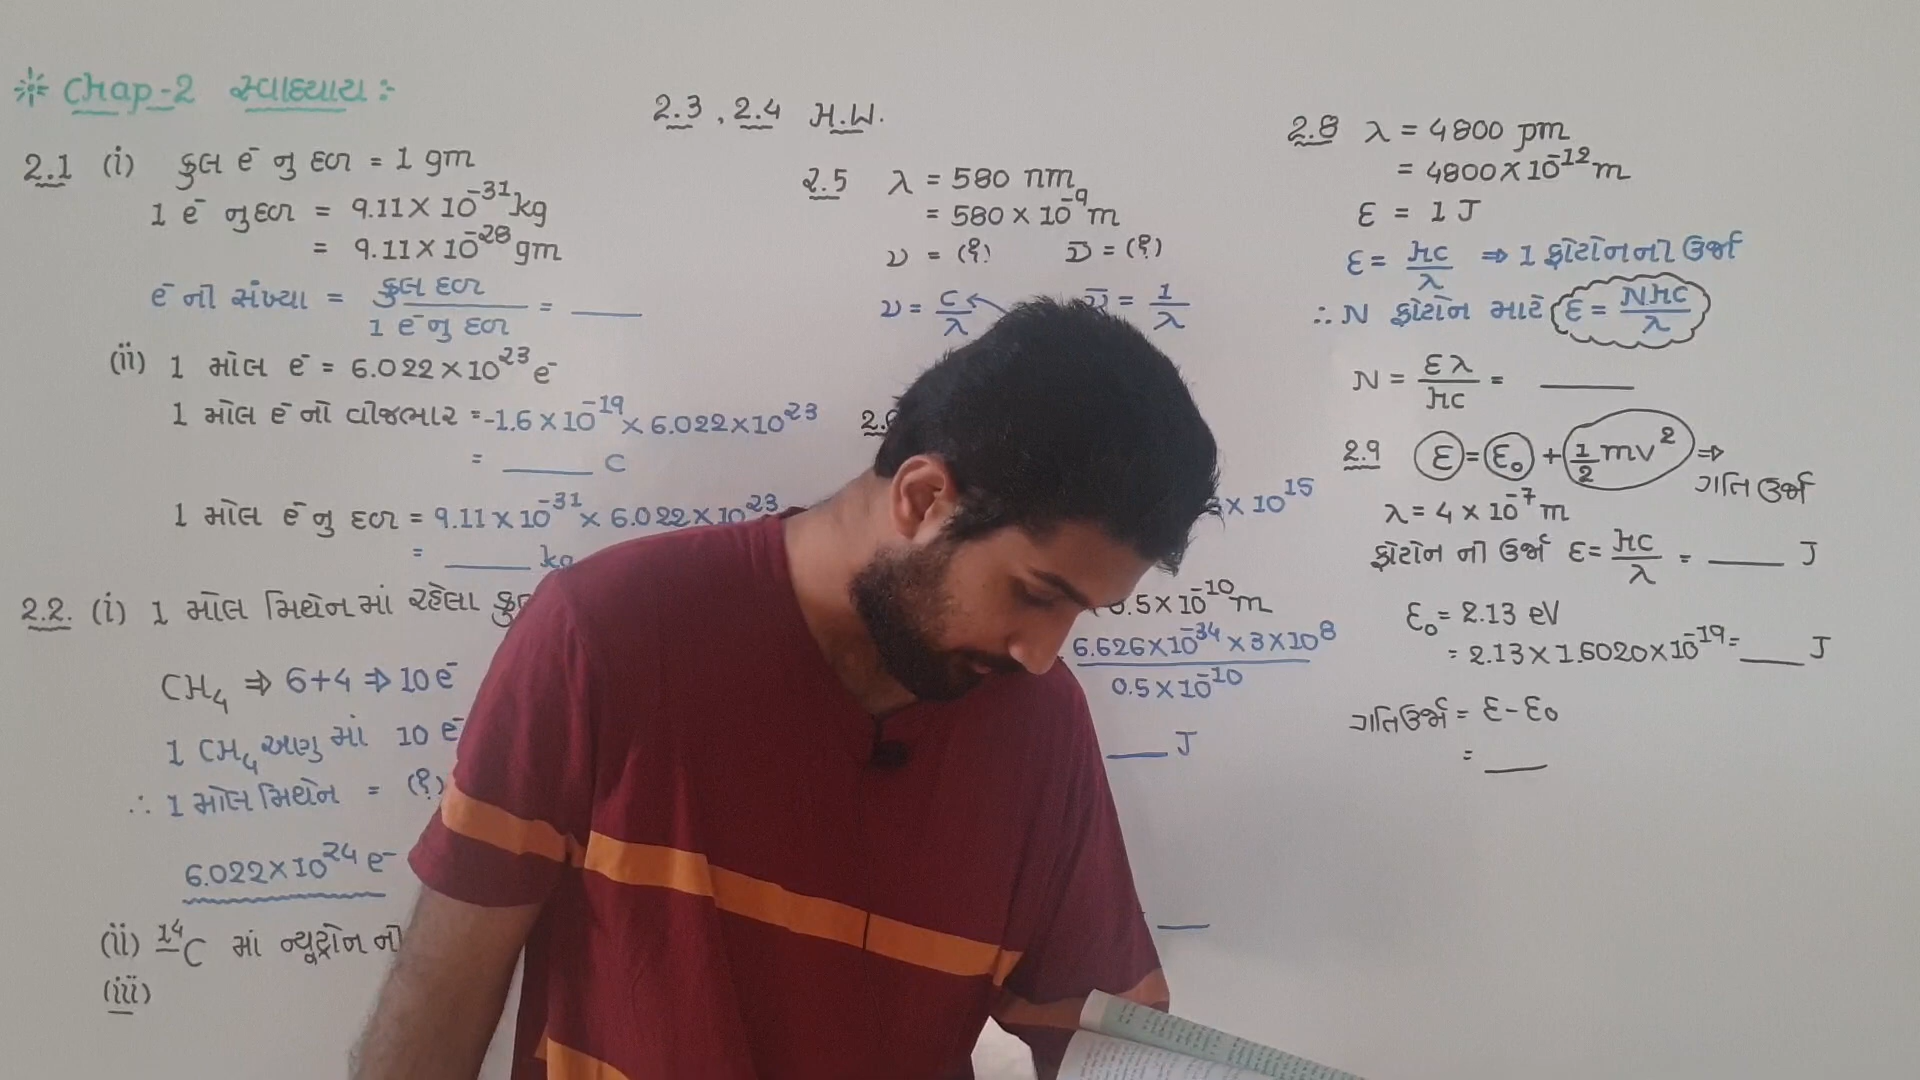 Chap-2 સ્વાધ્યાય :-
2.1 (i) કુલ e⁻ નુ દળ = 1 gm
1 e⁻ નુ દળ = 9.11 × 10⁻³¹ kg
= 9.11 × 10⁻²⁸ gm
e⁻ ની સંખ્યા = કુલ દળ / 1 e⁻ નુ દળ = ____
(ii) 1 મોલ e⁻ = 6.022 × 10²³ e⁻
1 મોલ e⁻ નો વીજભાર = -1.6 × 10⁻¹⁹ × 6.022 × 10²³
= ____ C
1 મોલ e⁻ નુ દળ = 9.11 × 10⁻³¹ × 6.022 × 10²³
= ____ kg
2.2. (i) 1 મોલ મિથેન માં રહેલા
CH₄ ⇒ 6+4 ⇒ 10 e⁻
1 CH₄ અણુ માં 10 e⁻
∴ 1 મોલ મિથેન = (?)
6.022 × 10²⁴ e⁻
(ii) ¹⁴C માં ન્યૂટ્રોન ની
(iii)
2.3 , 2.4 H.W.
2.5 λ = 580 nm
= 580 × 10⁻⁹ m
ν = (?) ν̅ = (?)
ν = c / λ ν̅ = 1 / λ
× 10¹⁵
0.5 × 10⁻¹⁰ m
6.626 × 10⁻³⁴ × 3 × 10⁸ / 0.5 × 10⁻¹⁰
____ J
2.8 λ = 4800 pm
= 4800 × 10⁻¹² m
E = 1 J
E = hc / λ ⇒ 1 ફોટોનની ઉર્જા
∴ N ફોટોન માટે E = Nhc / λ
N = Eλ / hc = ____
2.9 E = E₀ + 1/2 mv² ⇒ ગતિ ઉર્જા
λ = 4 × 10⁻⁷ m
ફોટોન ની ઉર્જા E = hc / λ = ____ J
E₀ = 2.13 eV
= 2.13 × 1.6020 × 10⁻¹⁹ = ____ J
ગતિઉર્જા = E - E₀
= ____